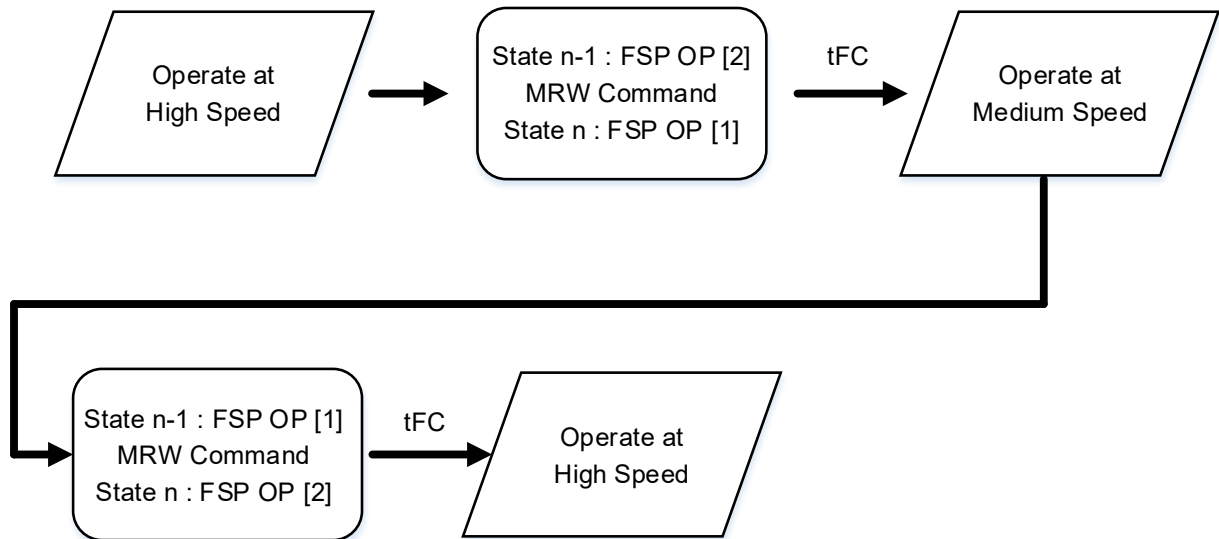 Operate at
High Speed
State n-1 : FSP OP [2]
MRW Command
State n : FSP OP [1]
tFC
Operate at
Medium Speed
State n-1 : FSP OP [1]
MRW Command
State n : FSP OP [2]
tFC
Operate at
High Speed